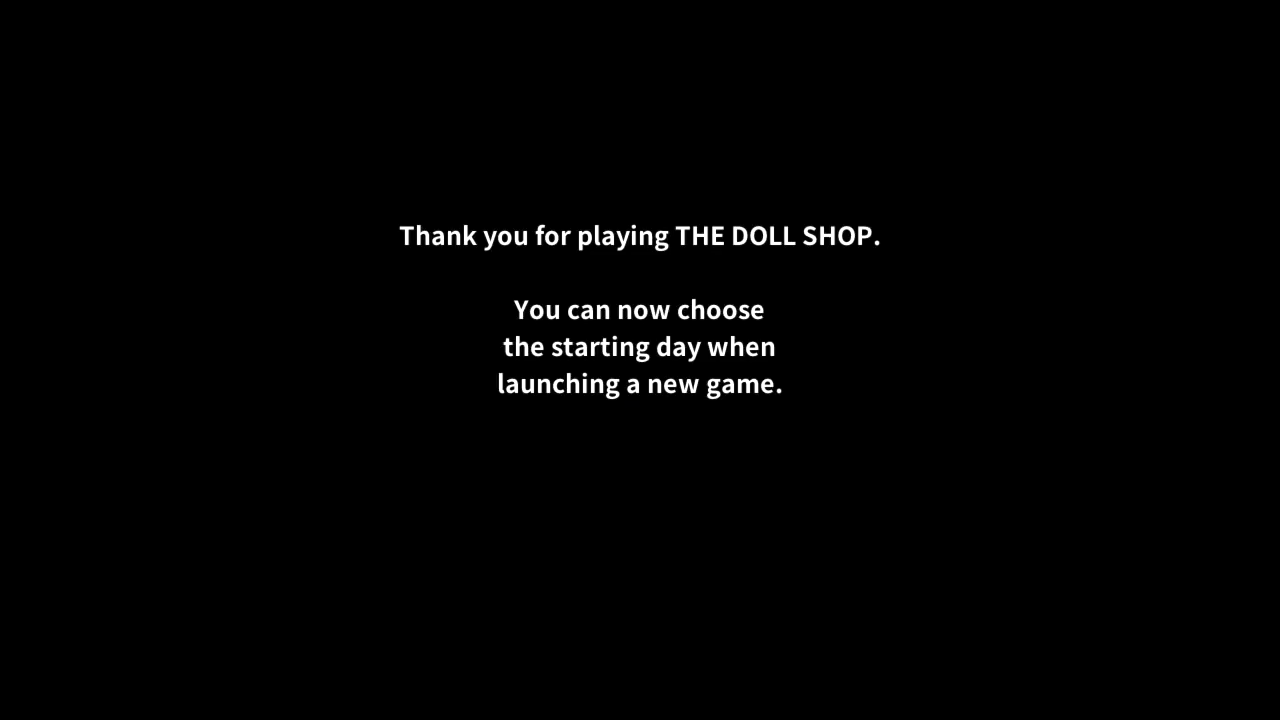 Thank you for playing THE DOLL SHOP.
You can now choose
the starting day when
launching a new game.